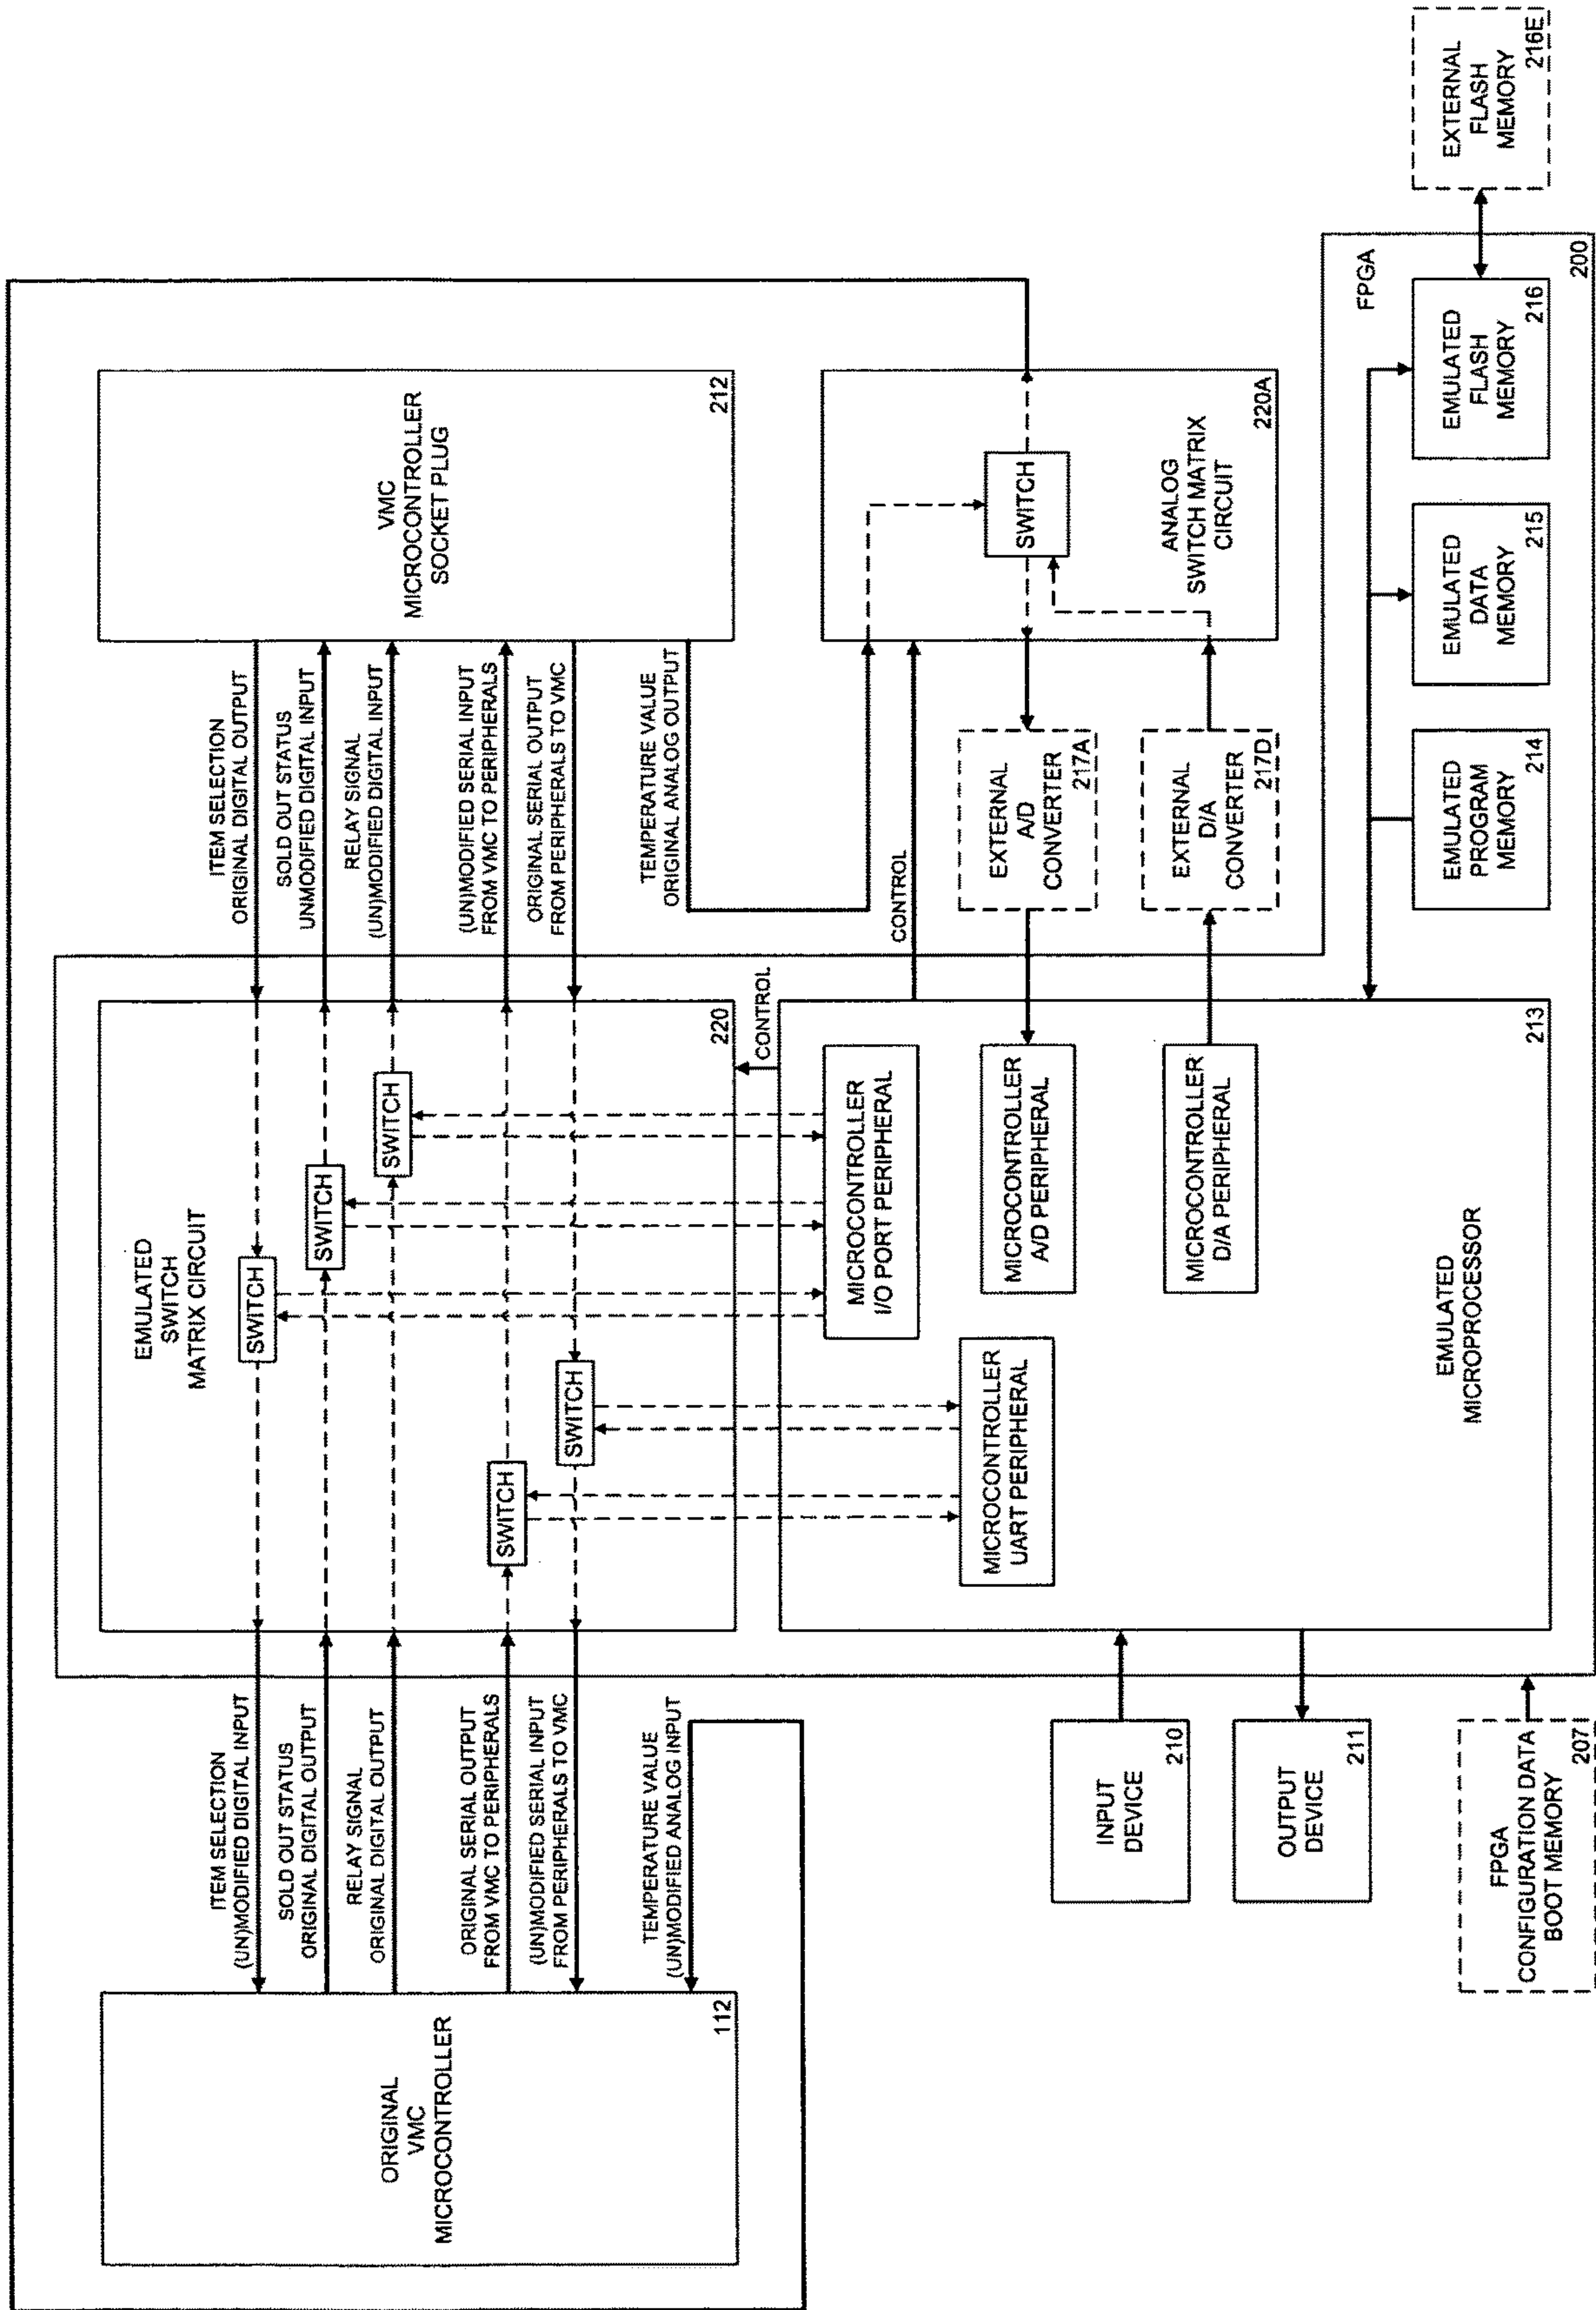 ORIGINAL
VMC
MICROCONTROLLER
112
ITEM SELECTION
(UN)MODIFIED DIGITAL INPUT
SOLD OUT STATUS
ORIGINAL DIGITAL OUTPUT
RELAY SIGNAL
ORIGINAL DIGITAL OUTPUT
ORIGINAL SERIAL OUTPUT
FROM VMC TO PERIPHERALS
(UN)MODIFIED SERIAL INPUT
FROM PERIPHERALS TO VMC
TEMPERATURE VALUE
(UN)MODIFIED ANALOG INPUT
EMULATED
SWITCH
MATRIX CIRCUIT
SWITCH
SWITCH
SWITCH
SWITCH
SWITCH
220
CONTROL
ITEM SELECTION
ORIGINAL DIGITAL OUTPUT
SOLD OUT STATUS
UNMODIFIED DIGITAL INPUT
RELAY SIGNAL
(UN)MODIFIED DIGITAL INPUT
(UN)MODIFIED SERIAL INPUT
FROM VMC TO PERIPHERALS
ORIGINAL SERIAL OUTPUT
FROM PERIPHERALS TO VMC
TEMPERATURE VALUE
ORIGINAL ANALOG OUTPUT
VMC
MICROCONTROLLER
SOCKET PLUG
212
INPUT
DEVICE
210
OUTPUT
DEVICE
211
FPGA
CONFIGURATION DATA
BOOT MEMORY
207
MICROCONTROLLER
UART PERIPHERAL
MICROCONTROLLER
I/O PORT PERIPHERAL
MICROCONTROLLER
A/D PERIPHERAL
MICROCONTROLLER
D/A PERIPHERAL
EMULATED
MICROPROCESSOR
213
CONTROL
EXTERNAL
A/D
CONVERTER
217A
EXTERNAL
D/A
CONVERTER
217D
SWITCH
ANALOG
SWITCH MATRIX
CIRCUIT
220A
FPGA
EMULATED
PROGRAM
MEMORY
214
EMULATED
DATA
MEMORY
215
EMULATED
FLASH
MEMORY
216
200
EXTERNAL
FLASH
MEMORY
216E